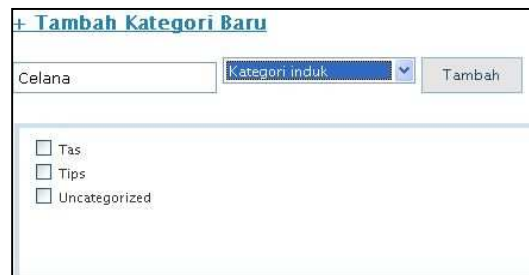 + Tambah Kategori Baru
Celana Kategori induk Tambah
Tas
Tips
Uncategorized